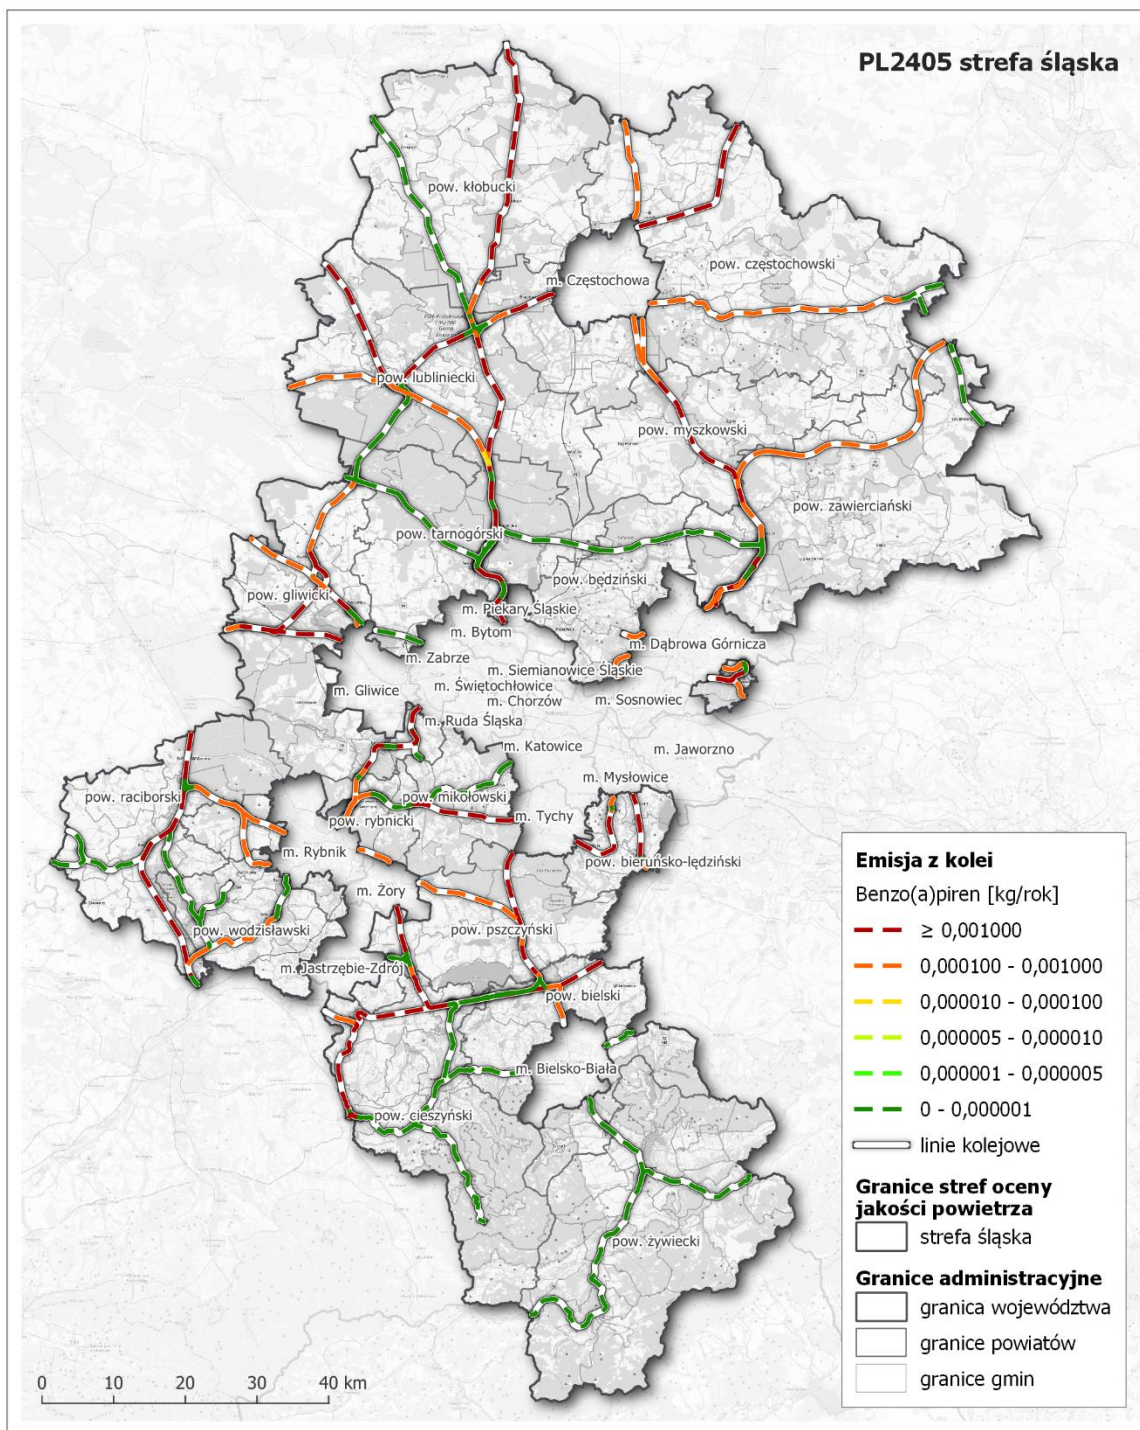 PL2405 strefa śląska
pow. kłobucki
pow. częstochowski
m. Częstochowa
pow. lubliniecki
pow. myszkowski
pow. zawierciański
pow. tarnogórski
pow. będziński
pow. gliwicki
m. Piekary Śląskie
m. Bytom
m. Dąbrowa Górnicza
m. Zabrze
m. Siemianowice Śląskie
m. Gliwice
m. Świętochłowice
m. Chorzów
m. Sosnowiec
m. Ruda Śląska
m. Katowice
m. Jaworzno
m. Mysłowice
pow. raciborski
pow. mikołowski
pow. rybnicki
m. Tychy
m. Rybnik
pow. bieruńsko-lędziński
m. Żory
pow. wodzisławski
pow. pszczyński
m. Jastrzębie-Zdrój
pow. bielski
m. Bielsko-Biała
pow. cieszyński
pow. żywiecki
Emisja z kolei
Benzo(a)piren [kg/rok]
≥ 0,001000
0,000100 - 0,001000
0,000010 - 0,000100
0,000005 - 0,000010
0,000001 - 0,000005
0 - 0,000001
linie kolejowe
Granice stref oceny
jakości powietrza
strefa śląska
Granice administracyjne
granica województwa
granice powiatów
granice gmin
0 10 20 30 40 km